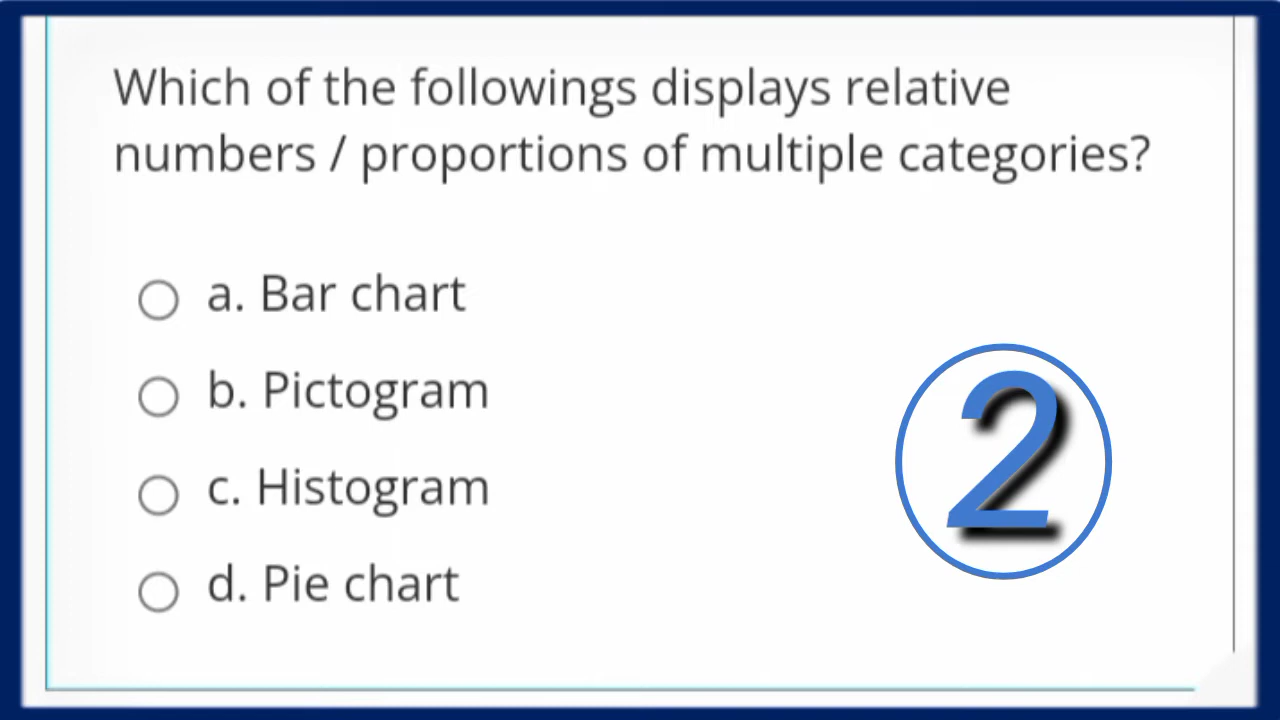 Which of the followings displays relative
numbers / proportions of multiple categories?
a. Bar chart
b. Pictogram
c. Histogram
d. Pie chart
2